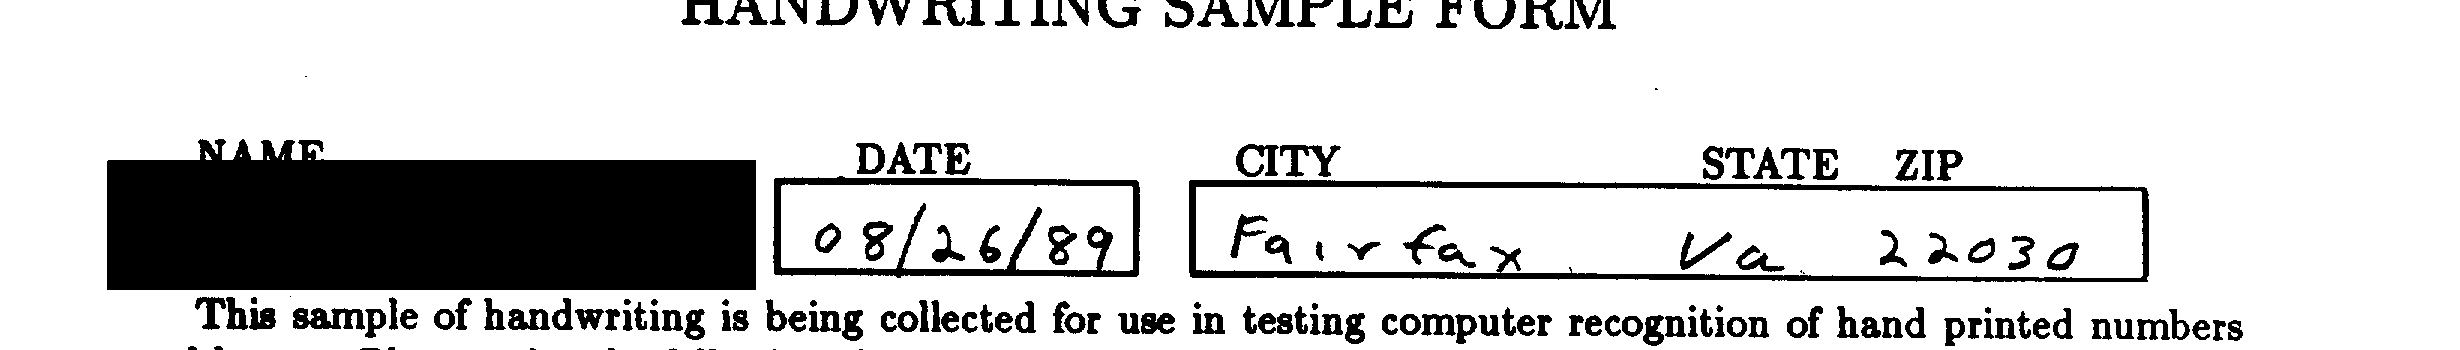 HANDWRITING SAMPLE FORM
NAME DATE CITY STATE ZIP
08/26/89 Fairfax Va 22030
This sample of handwriting is being collected for use in testing computer recognition of hand printed numbers